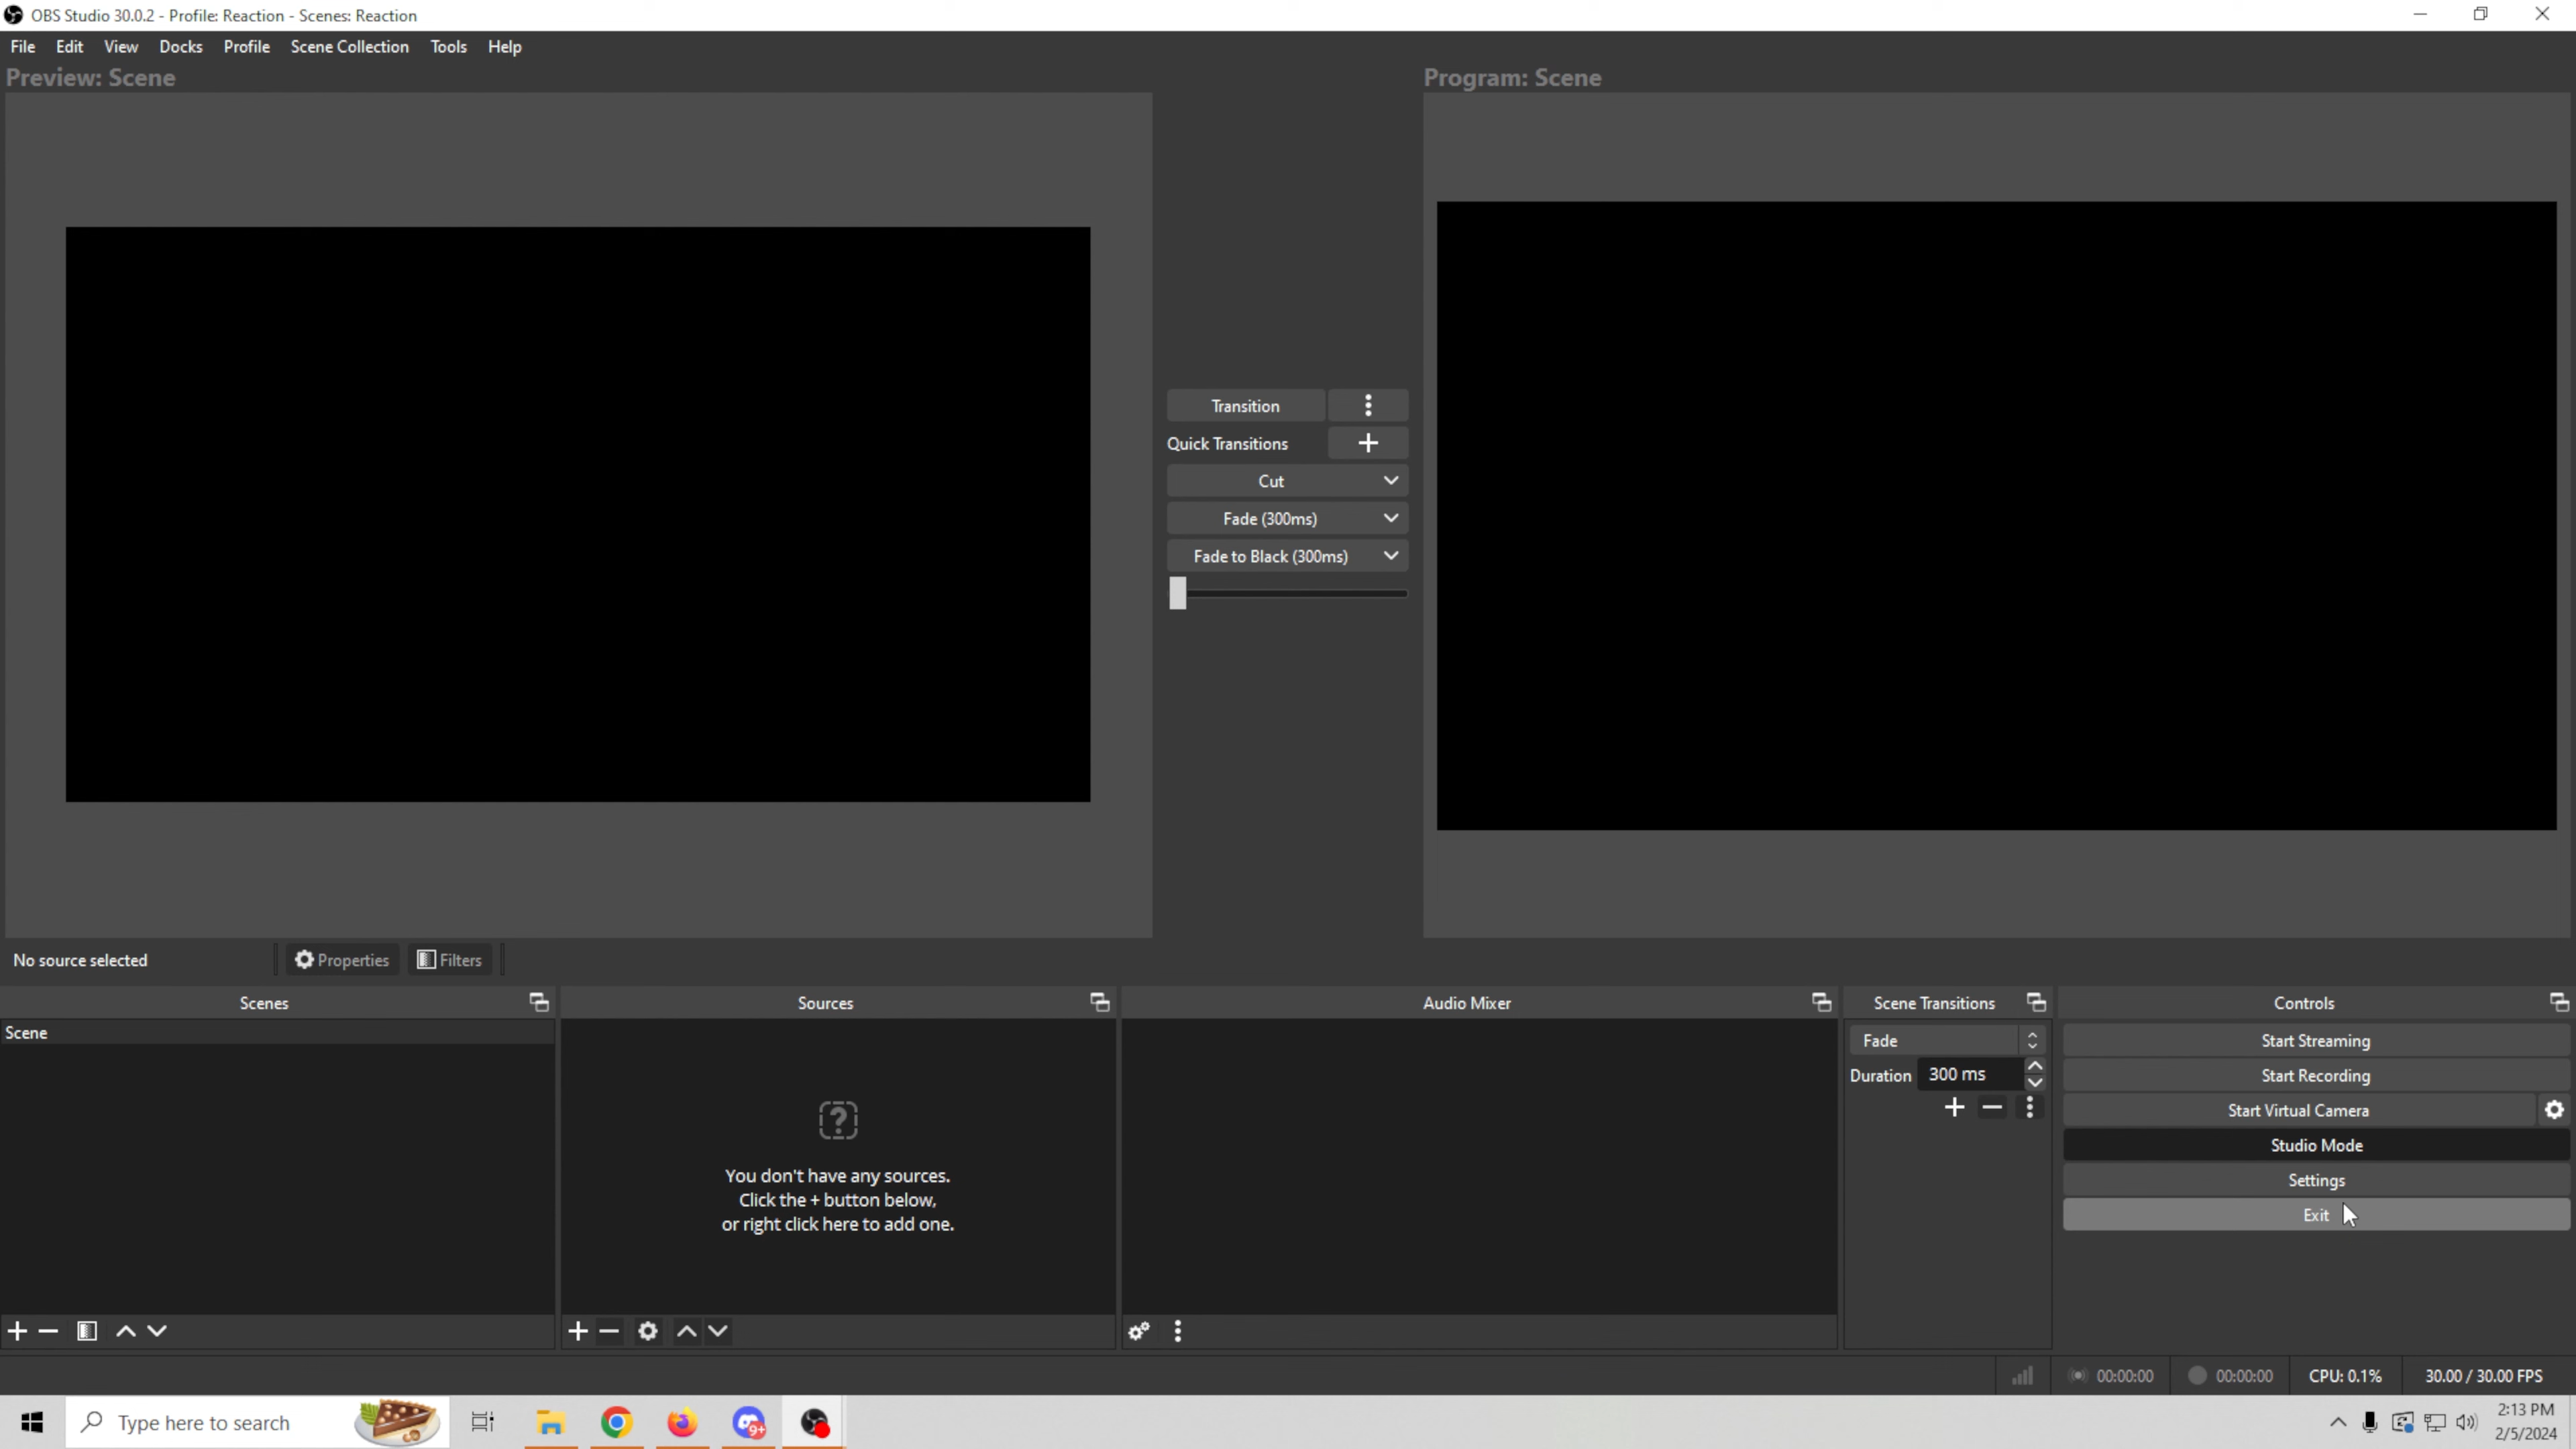 OBS Studio 30.0.2 - Profile: Reaction - Scenes: Reaction
File Edit View Docks Profile Scene Collection Tools Help
Preview: Scene
Program: Scene
Transition
Quick Transitions
Cut
Fade (300ms)
Fade to Black (300ms)
No source selected
Properties
Filters
Scenes
Scene
Sources
You don't have any sources.
Click the + button below,
or right click here to add one.
Audio Mixer
Scene Transitions
Fade
Duration 300 ms
Controls
Start Streaming
Start Recording
Start Virtual Camera
Studio Mode
Settings
Exit
00:00:00
00:00:00
CPU: 0.1%
30.00 / 30.00 FPS
Type here to search
9+
2:13 PM
2/5/2024